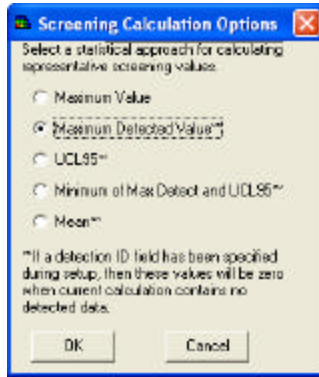 Screening Calculation Options
Select a statistical approach for calculating
representative screening values.
Maximum Value
Maximum Detected Value**
UCL95**
Minimum of Max Detect and UCL95**
Mean**
**If a detection ID field has been specified
during setup, then these values will be zero
when current calculation contains no
detected data.
OK
Cancel